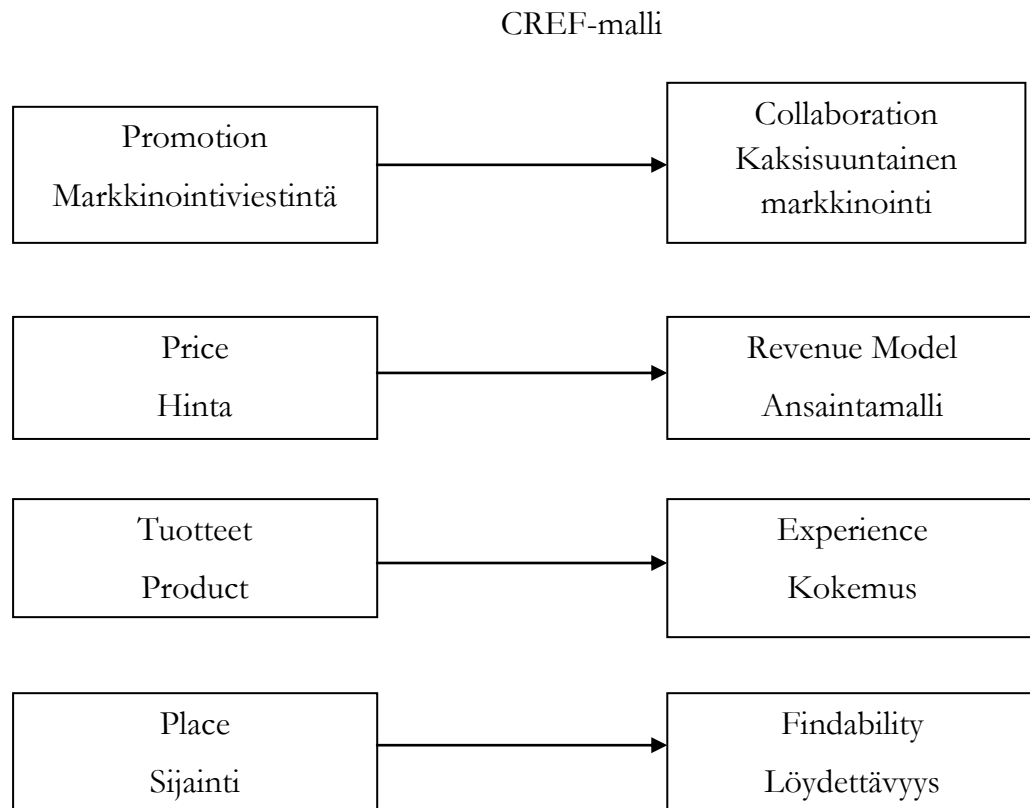 CREF-malli
Promotion
Markkinointiviestintä
Collaboration
Kaksisuuntainen
markkinointi
Price
Hinta
Revenue Model
Ansaintamalli
Tuotteet
Product
Experience
Kokemus
Place
Sijainti
Findability
Löydettävyys